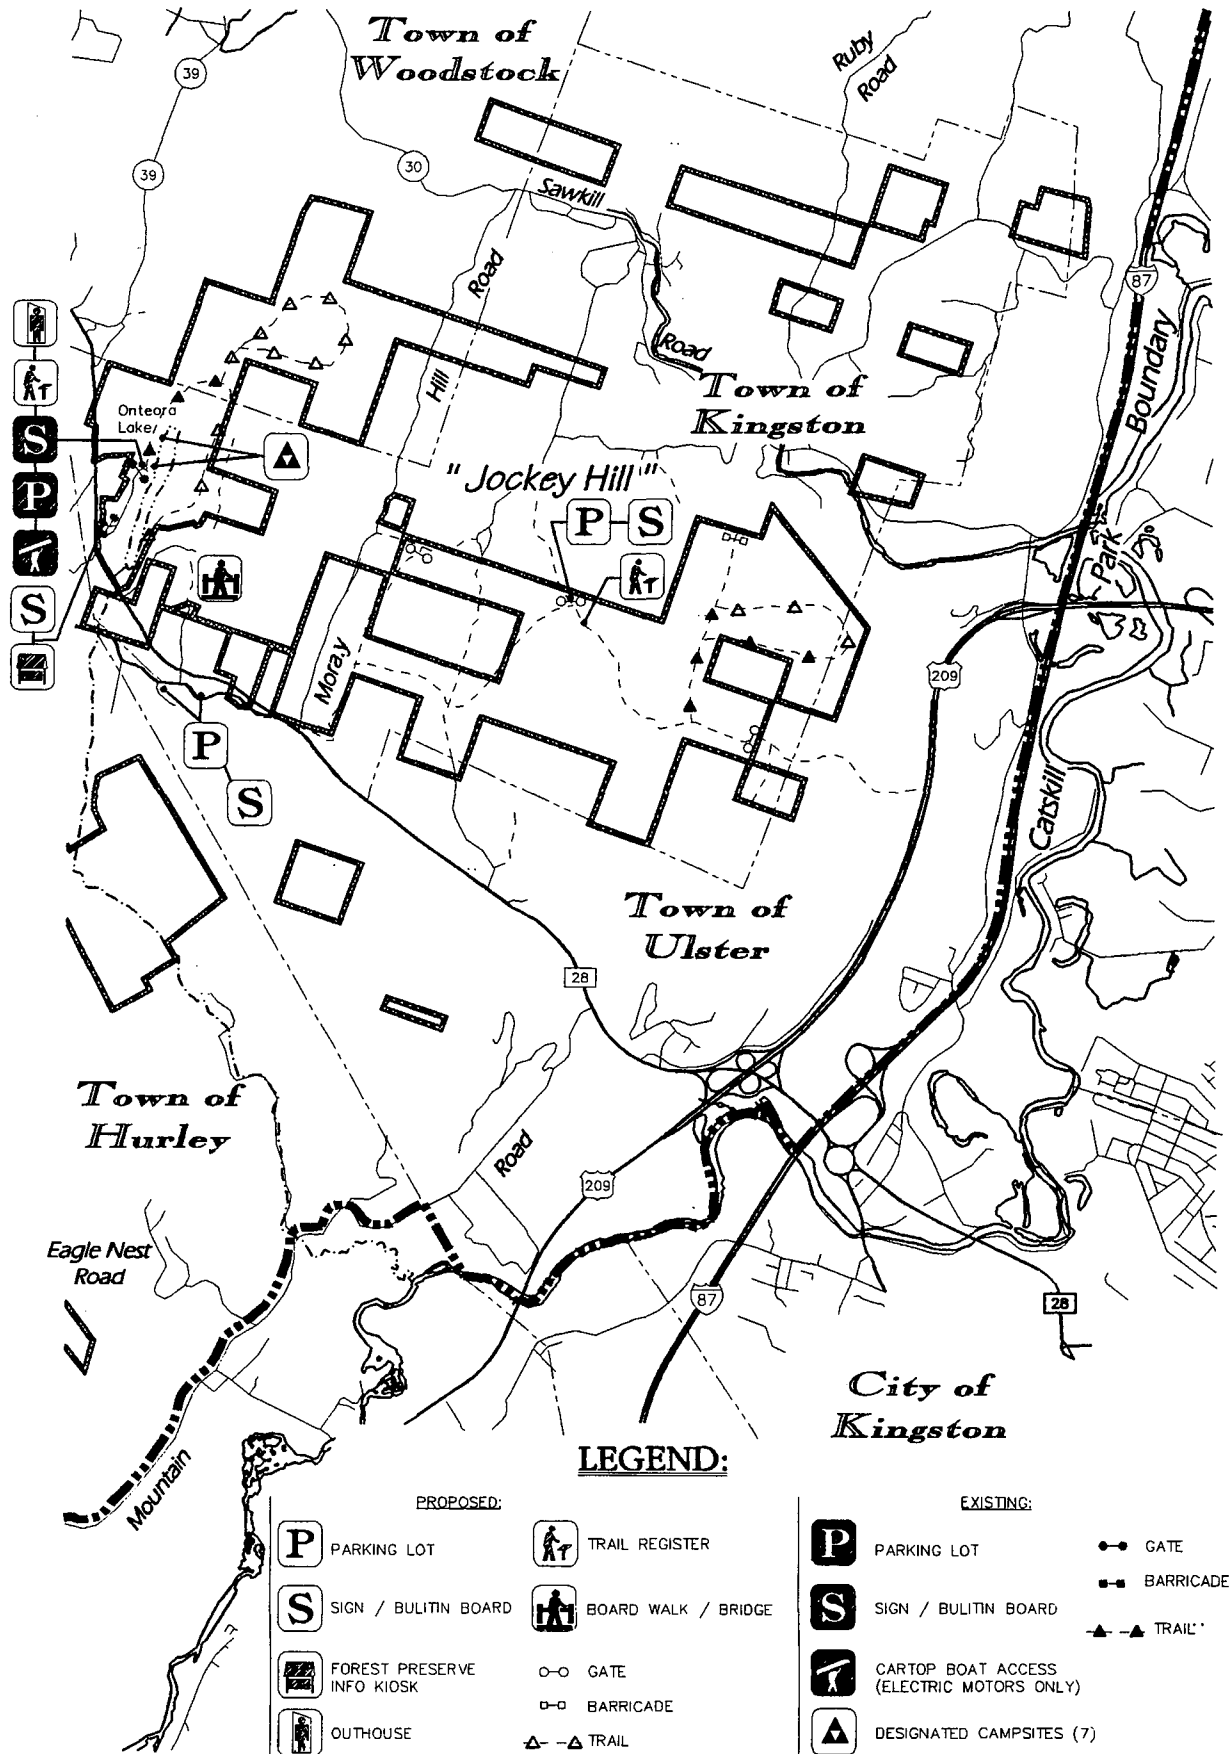 Town of
Woodstock
Ruby
Road
39
39
30
Sawkill
Road
Hill
Road
87
Boundary
Town of
Kingston
Onteora
Lake
S
P
S
" Jockey Hill "
P
S
Park
209
Moray
P
S
Catskill
Town of
Ulster
28
Town of
Hurley
Road
209
Eagle Nest
Road
87
28
City of
Kingston
Mountain
LEGEND:
PROPOSED:
P PARKING LOT
TRAIL REGISTER
S SIGN / BULITIN BOARD
BOARD WALK / BRIDGE
FOREST PRESERVE
INFO KIOSK
GATE
BARRICADE
OUTHOUSE
TRAIL
EXISTING:
P PARKING LOT
GATE
BARRICADE
S SIGN / BULITIN BOARD
TRAIL
CARTOP BOAT ACCESS
(ELECTRIC MOTORS ONLY)
DESIGNATED CAMPSITES (7)